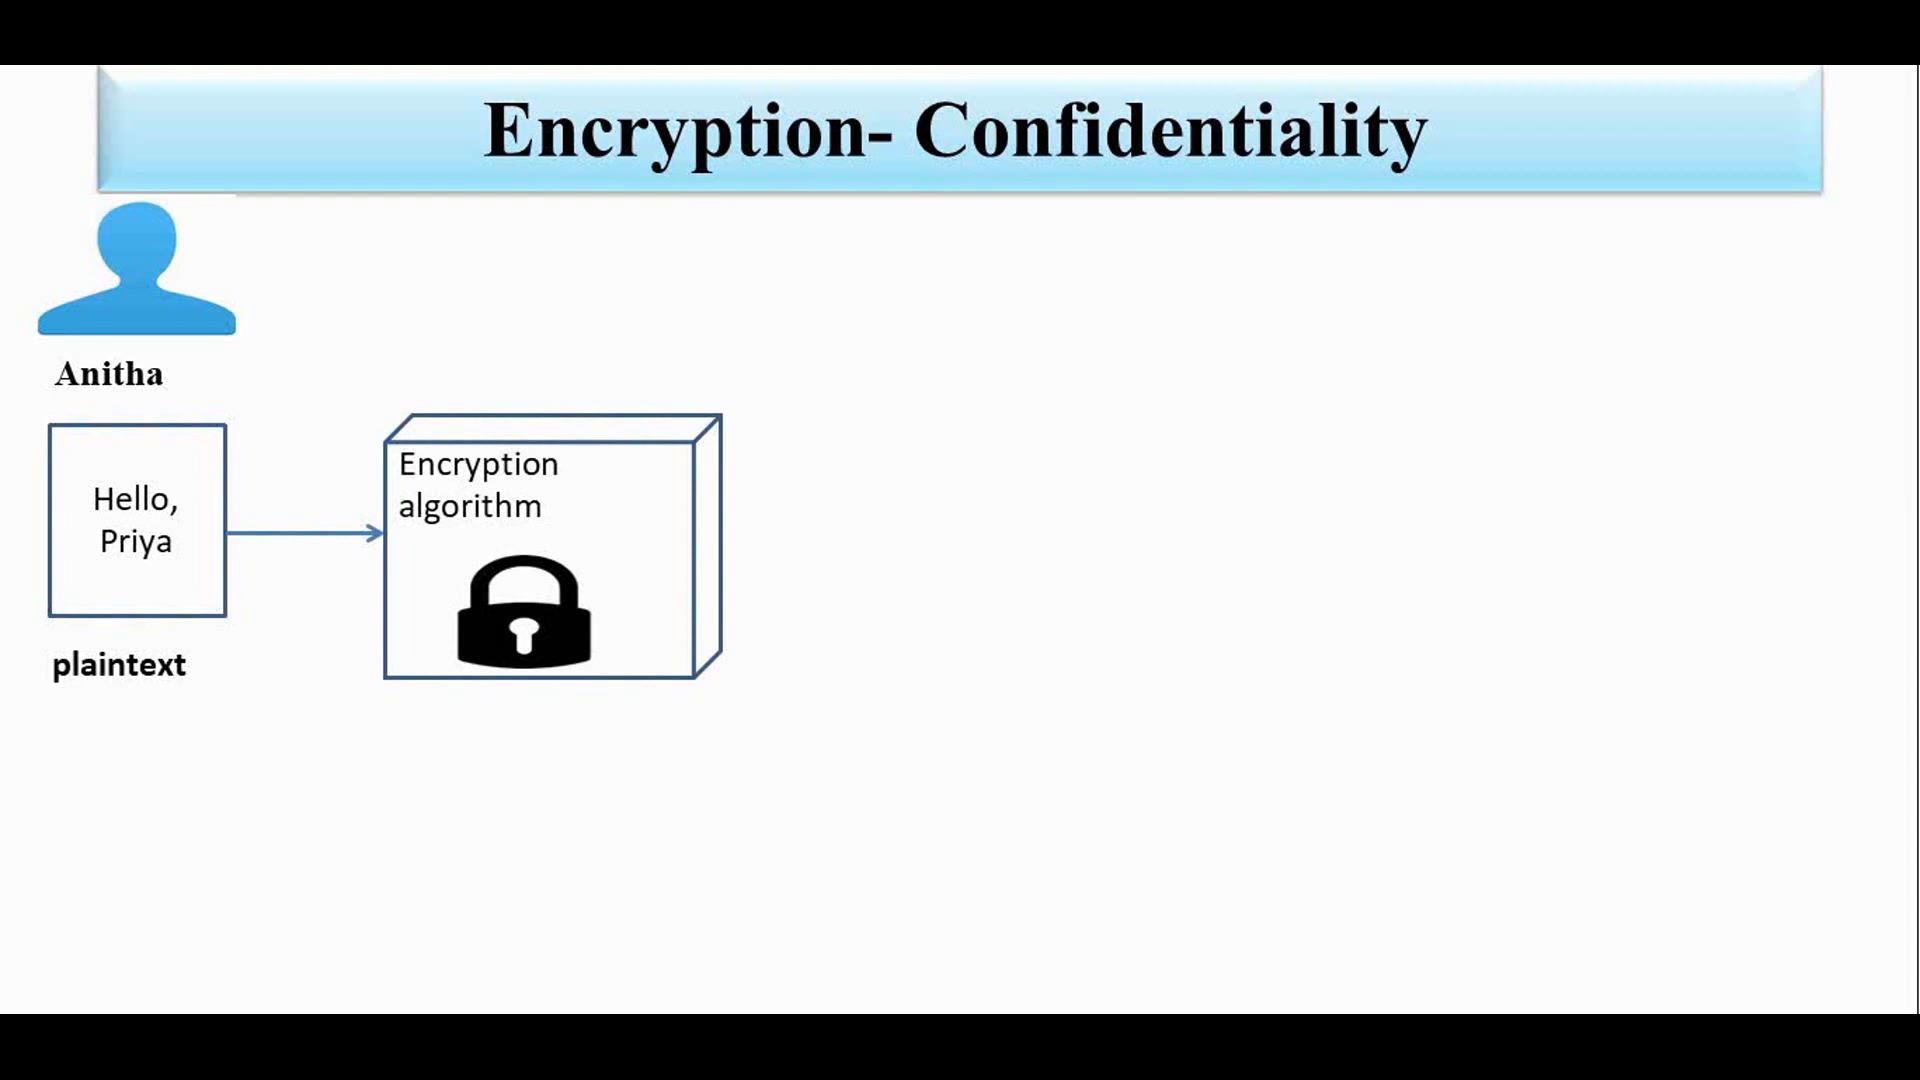 Encryption- Confidentiality
Anitha
Hello,
Priya
plaintext
Encryption
algorithm